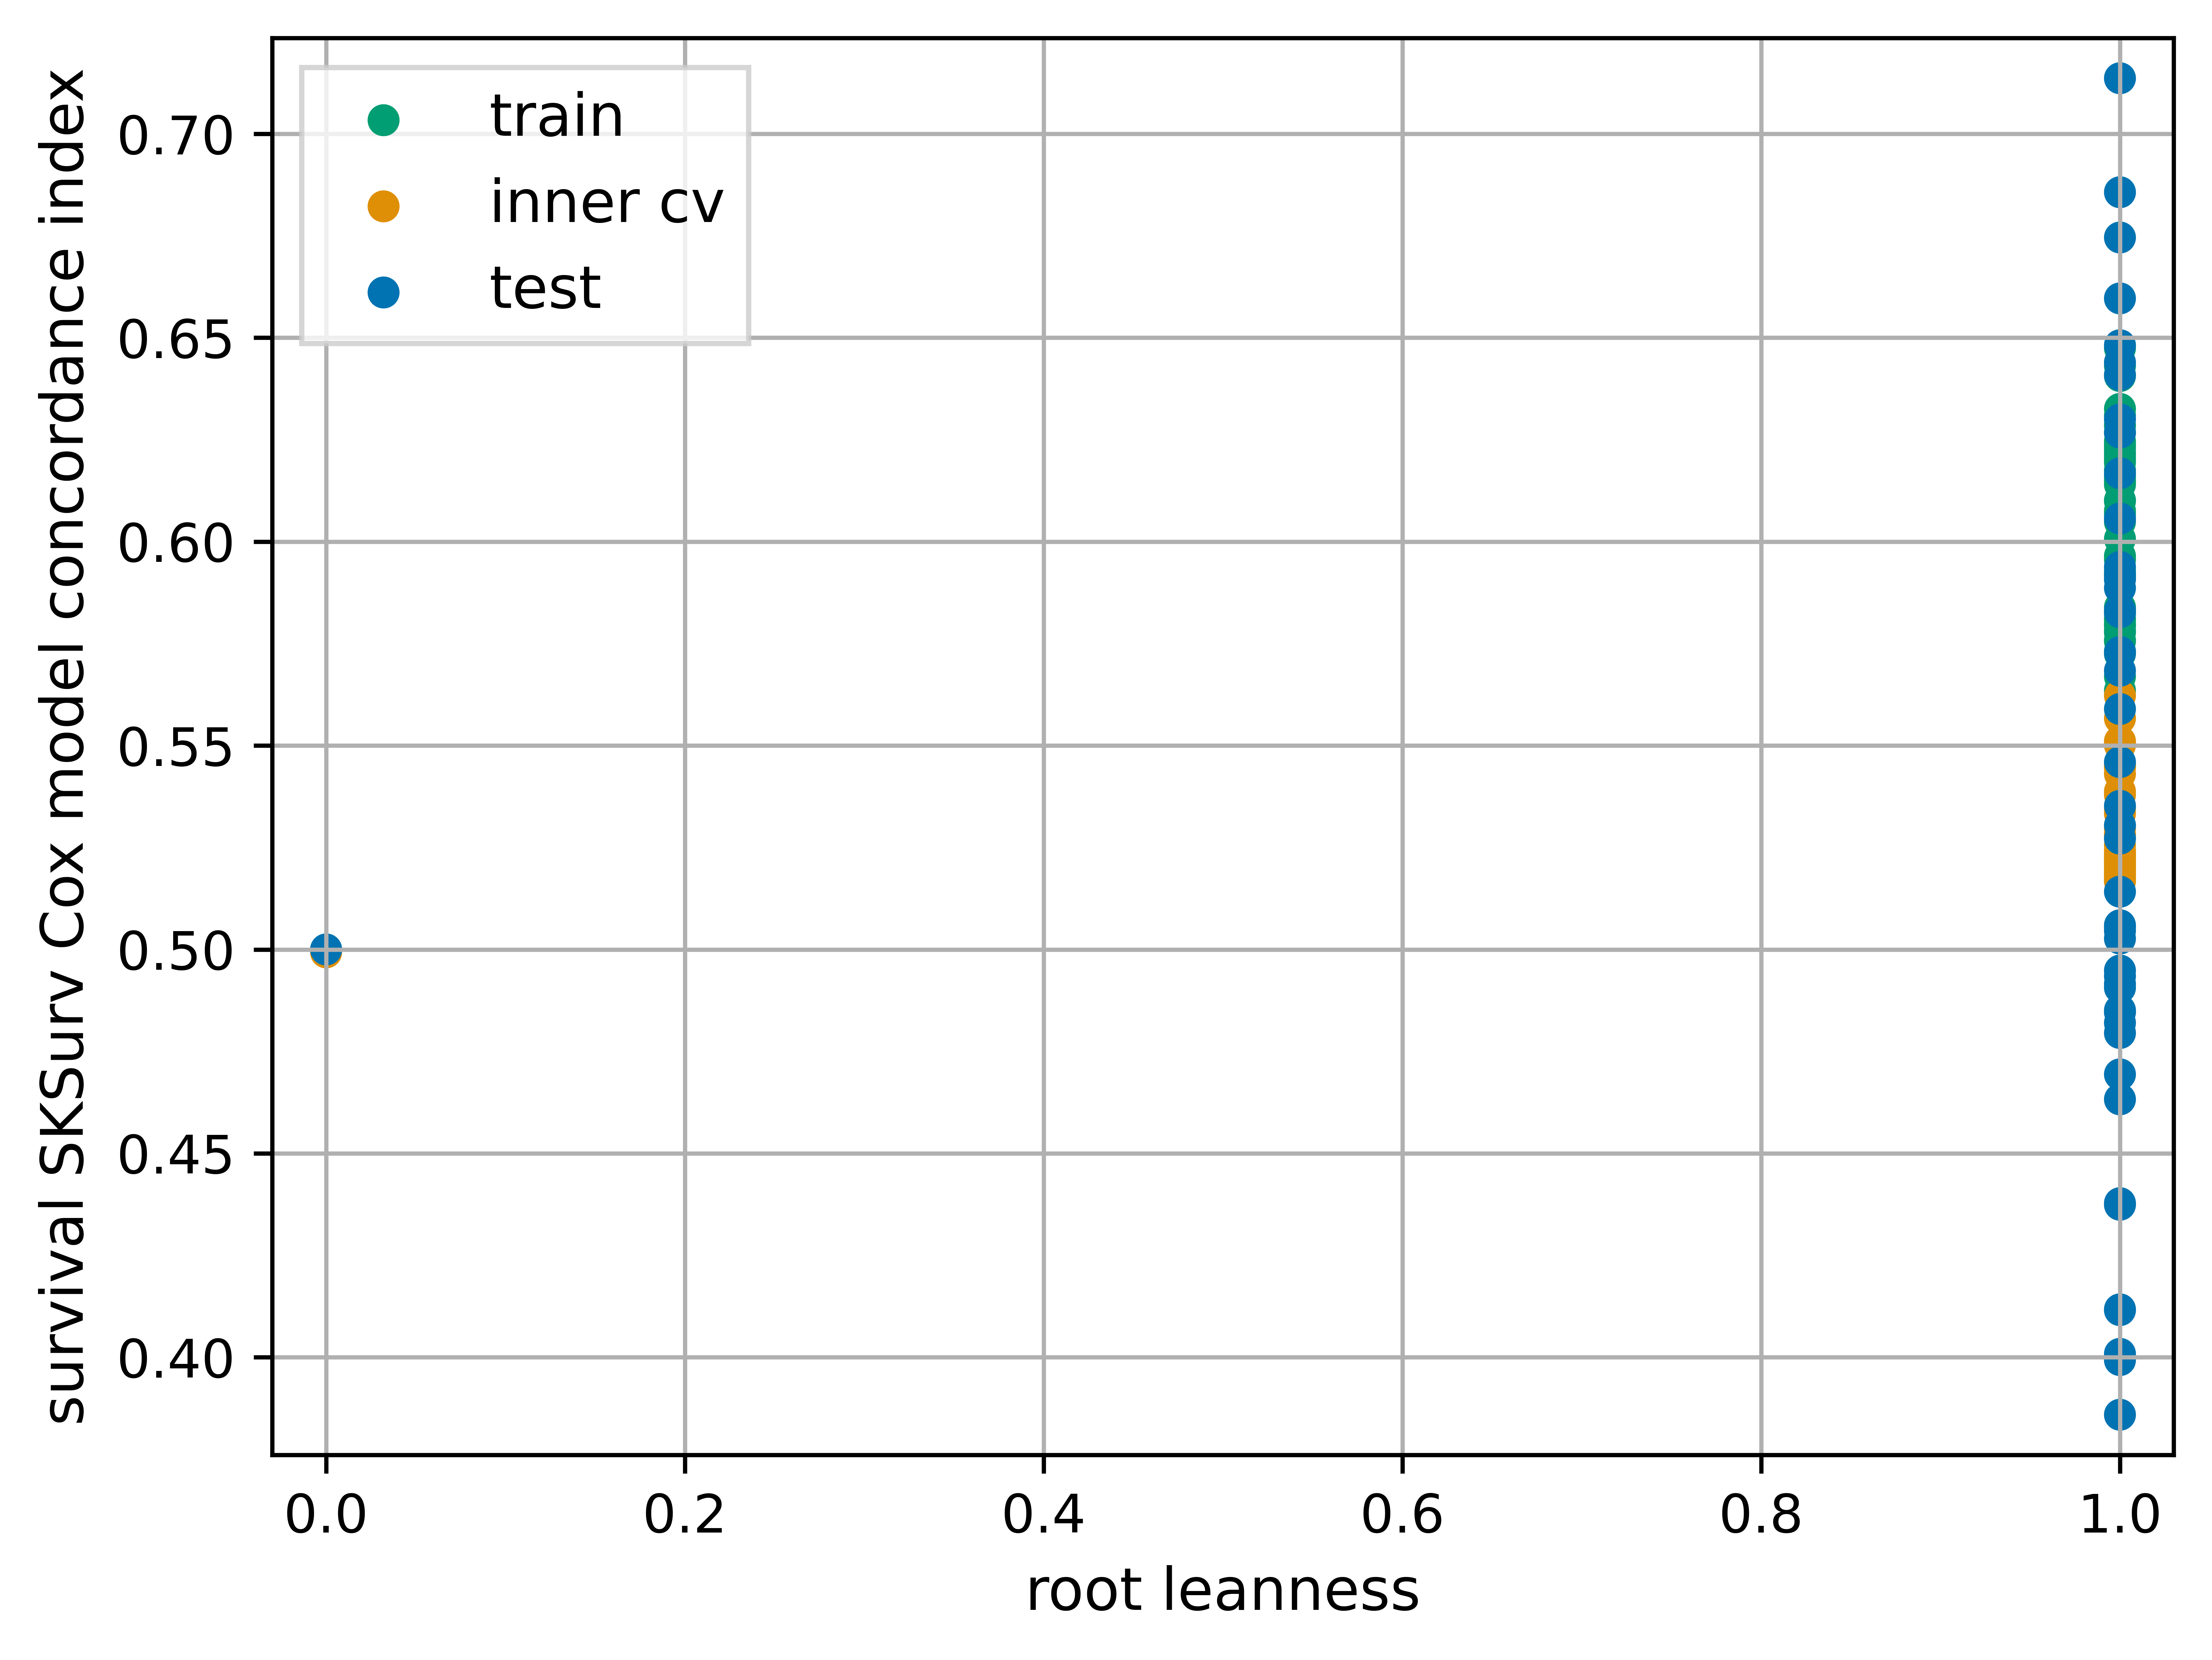 survival SKSurv Cox model concordance index
0.70
0.65
0.60
0.55
0.50
0.45
0.40
train
inner cv
test
0.0 0.2 0.4 0.6 0.8 1.0
root leanness